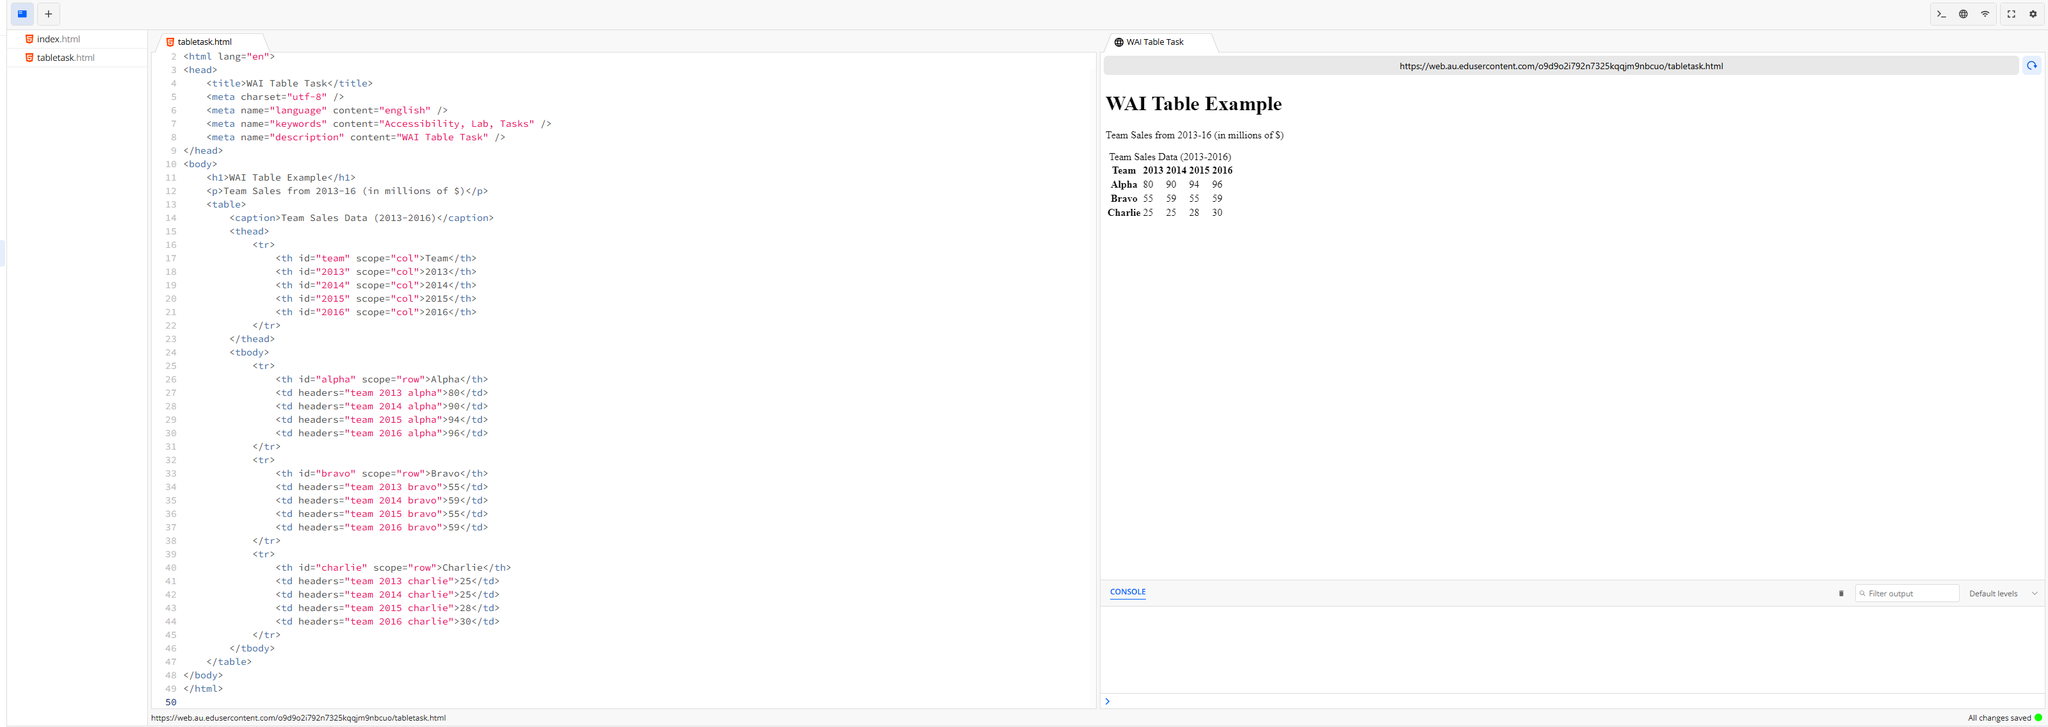 index.html
tabletask.html
tabletask.html
2 <html lang="en">
3 <head>
4 <title>WAI Table Task</title>
5 <meta charset="utf-8" />
6 <meta name="language" content="english" />
7 <meta name="keywords" content="Accessibility, Lab, Tasks" />
8 <meta name="description" content="WAI Table Task" />
9 </head>
10 <body>
11 <h1>WAI Table Example</h1>
12 <p>Team Sales from 2013-16 (in millions of $)</p>
13 <table>
14 <caption>Team Sales Data (2013-2016)</caption>
15 <thead>
16 <tr>
17 <th id="team" scope="col">Team</th>
18 <th id="2013" scope="col">2013</th>
19 <th id="2014" scope="col">2014</th>
20 <th id="2015" scope="col">2015</th>
21 <th id="2016" scope="col">2016</th>
22 </tr>
23 </thead>
24 <tbody>
25 <tr>
26 <th id="alpha" scope="row">Alpha</th>
27 <td headers="team 2013 alpha">80</td>
28 <td headers="team 2014 alpha">90</td>
29 <td headers="team 2015 alpha">94</td>
30 <td headers="team 2016 alpha">96</td>
31 </tr>
32 <tr>
33 <th id="bravo" scope="row">Bravo</th>
34 <td headers="team 2013 bravo">55</td>
35 <td headers="team 2014 bravo">59</td>
36 <td headers="team 2015 bravo">55</td>
37 <td headers="team 2016 bravo">59</td>
38 </tr>
39 <tr>
40 <th id="charlie" scope="row">Charlie</th>
41 <td headers="team 2013 charlie">25</td>
42 <td headers="team 2014 charlie">25</td>
43 <td headers="team 2015 charlie">28</td>
44 <td headers="team 2016 charlie">30</td>
45 </tr>
46 </tbody>
47 </table>
48 </body>
49 </html>
50
https://web.au.edusercontent.com/o9d9o2i792n7325kqqjm9nbcuo/tabletask.html
WAI Table Task
https://web.au.edusercontent.com/o9d9o2i792n7325kqqjm9nbcuo/tabletask.html
WAI Table Example
Team Sales from 2013-16 (in millions of $)
Team Sales Data (2013-2016)
Team 2013 2014 2015 2016
Alpha 80 90 94 96
Bravo 55 59 55 59
Charlie 25 25 28 30
CONSOLE
Filter output
Default levels
All changes saved